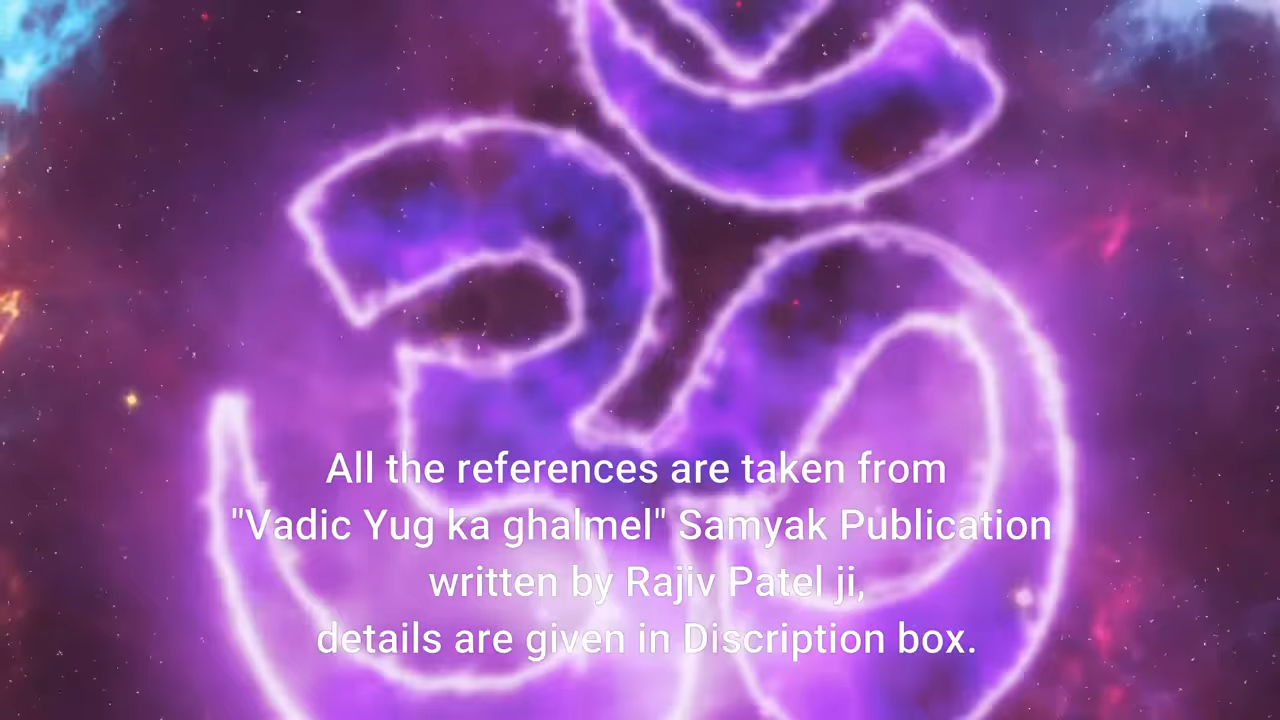 All the references are taken from
"Vadic Yug ka ghalmel" Samyak Publication
written by Rajiv Patel ji,
details are given in Discription box.